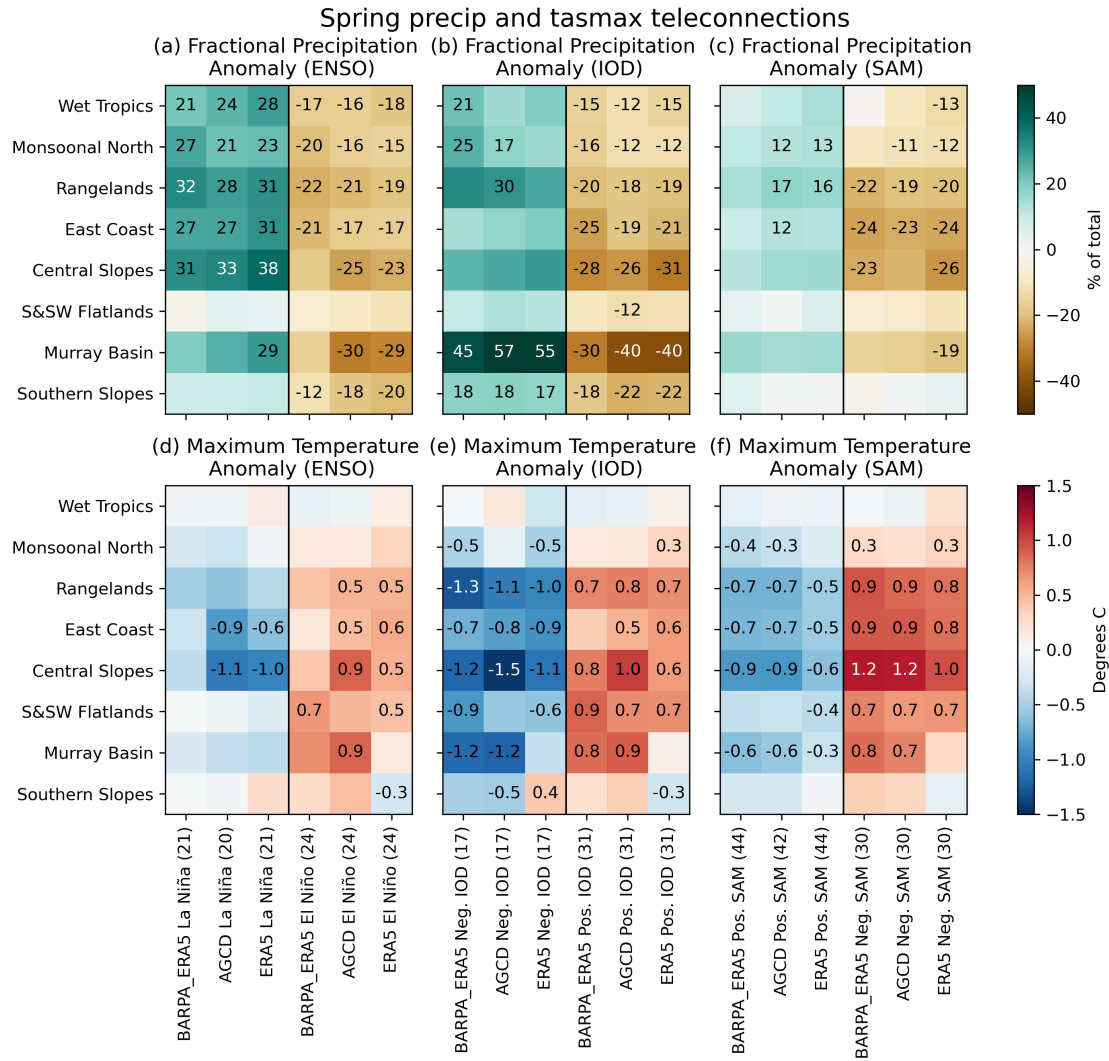 Spring precip and tasmax teleconnections
(a) Fractional Precipitation
Anomaly (ENSO)
(b) Fractional Precipitation
Anomaly (IOD)
(c) Fractional Precipitation
Anomaly (SAM)
Wet Tropics 21 24 28 -17 -16 -18 21 -15 -12 -15 -13
Monsoonal North 27 21 23 -20 -16 -15 25 17 -16 -12 -12 12 13 -11 -12
Rangelands 32 28 31 -22 -21 -19 30 -20 -18 -19 17 16 -22 -19 -20
East Coast 27 27 31 -21 -17 -17 -25 -19 -21 12 -24 -23 -24
Central Slopes 31 33 38 -25 -23 -28 -26 -31 -23 -26
S&SW Flatlands -12
Murray Basin 29 -30 -29 45 57 55 -30 -40 -40 -19
Southern Slopes -12 -18 -20 18 18 17 -18 -22 -22
40
20
0
−20
−40
% of total
(d) Maximum Temperature
Anomaly (ENSO)
(e) Maximum Temperature
Anomaly (IOD)
(f) Maximum Temperature
Anomaly (SAM)
Wet Tropics
Monsoonal North -0.5 -0.5 0.3 -0.4 -0.3 0.3 0.3
Rangelands 0.5 0.5 -1.3 -1.1 -1.0 0.7 0.8 0.7 -0.7 -0.7 -0.5 0.9 0.9 0.8
East Coast -0.9 -0.6 0.5 0.6 -0.7 -0.8 -0.9 0.5 0.6 -0.7 -0.7 -0.5 0.9 0.9 0.8
Central Slopes -1.1 -1.0 0.9 0.5 -1.2 -1.5 -1.1 0.8 1.0 0.6 -0.9 -0.9 -0.6 1.2 1.2 1.0
S&SW Flatlands 0.7 0.5 -0.9 -0.6 0.9 0.7 0.7 -0.4 0.7 0.7 0.7
Murray Basin 0.9 -1.2 -1.2 0.8 0.9 -0.6 -0.6 -0.3 0.8 0.7
Southern Slopes -0.3 -0.5 0.4 -0.3
1.5
1.0
0.5
0.0
−0.5
−1.0
−1.5
Degrees C
BARPA_ERA5 La Niña (21)
AGCD La Niña (20)
ERA5 La Niña (21)
BARPA_ERA5 El Niño (24)
AGCD El Niño (24)
ERA5 El Niño (24)
BARPA_ERA5 Neg. IOD (17)
AGCD Neg. IOD (17)
ERA5 Neg. IOD (17)
BARPA_ERA5 Pos. IOD (31)
AGCD Pos. IOD (31)
ERA5 Pos. IOD (31)
BARPA_ERA5 Pos. SAM (44)
AGCD Pos. SAM (42)
ERA5 Pos. SAM (44)
BARPA_ERA5 Neg. SAM (30)
AGCD Neg. SAM (30)
ERA5 Neg. SAM (30)